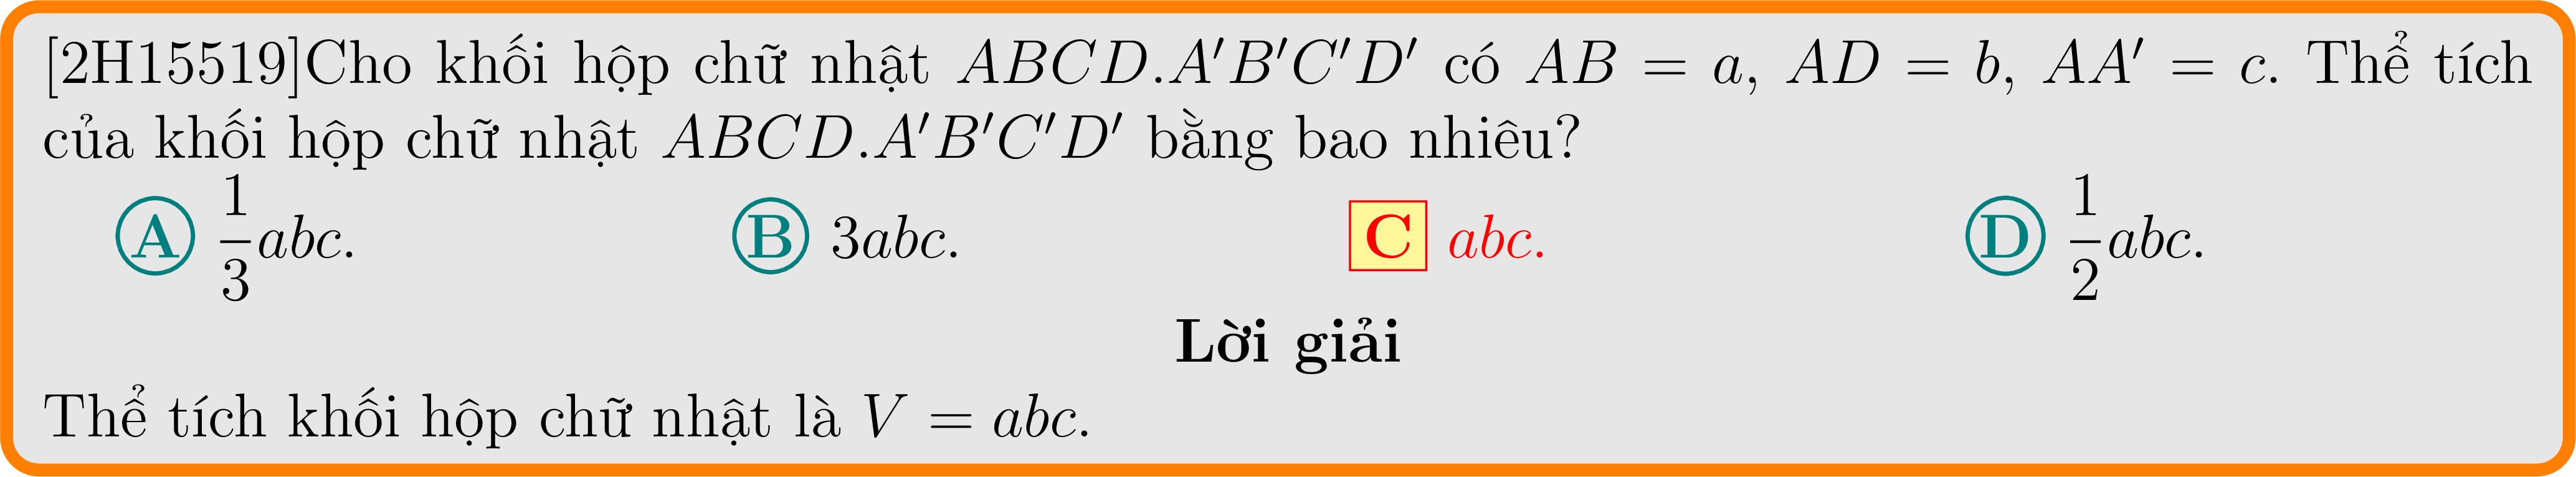 [2H15519]Cho khối hộp chữ nhật ABCD.A′B′C′D′ có AB = a, AD = b, AA′ = c. Thể tích
của khối hộp chữ nhật ABCD.A′B′C′D′ bằng bao nhiêu?
A 1/3 abc. B 3abc. C abc. D 1/2 abc.
Lời giải
Thể tích khối hộp chữ nhật là V = abc.